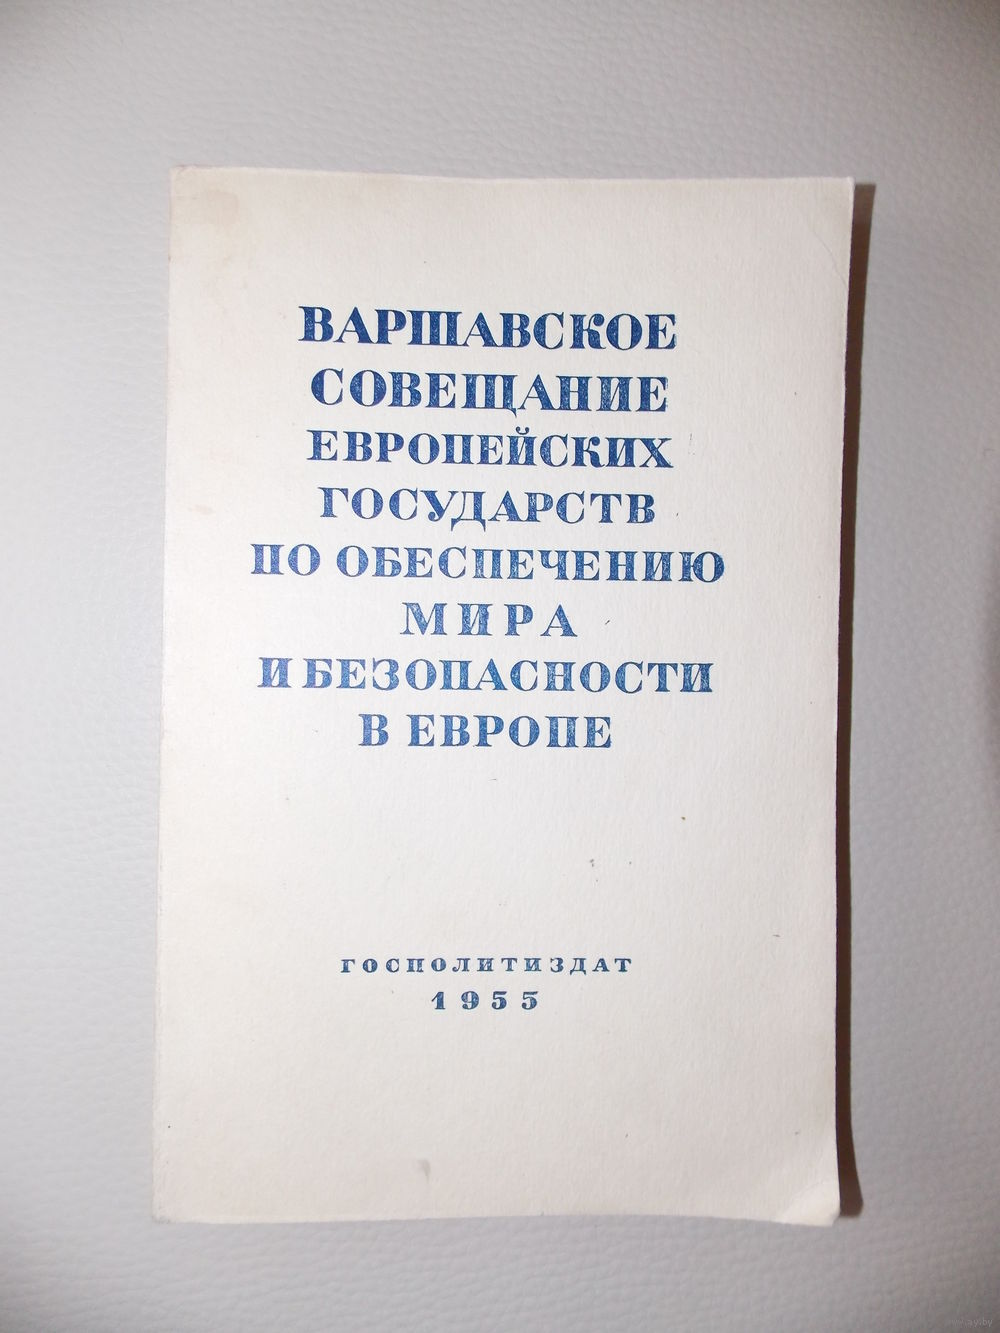 ВАРШАВСКОЕ
СОВЕЩАНИЕ
ЕВРОПЕЙСКИХ
ГОСУДАРСТВ
ПО ОБЕСПЕЧЕНИЮ
МИРА
И БЕЗОПАСНОСТИ
В ЕВРОПЕ
ГОСПОЛИТИЗДАТ
1955